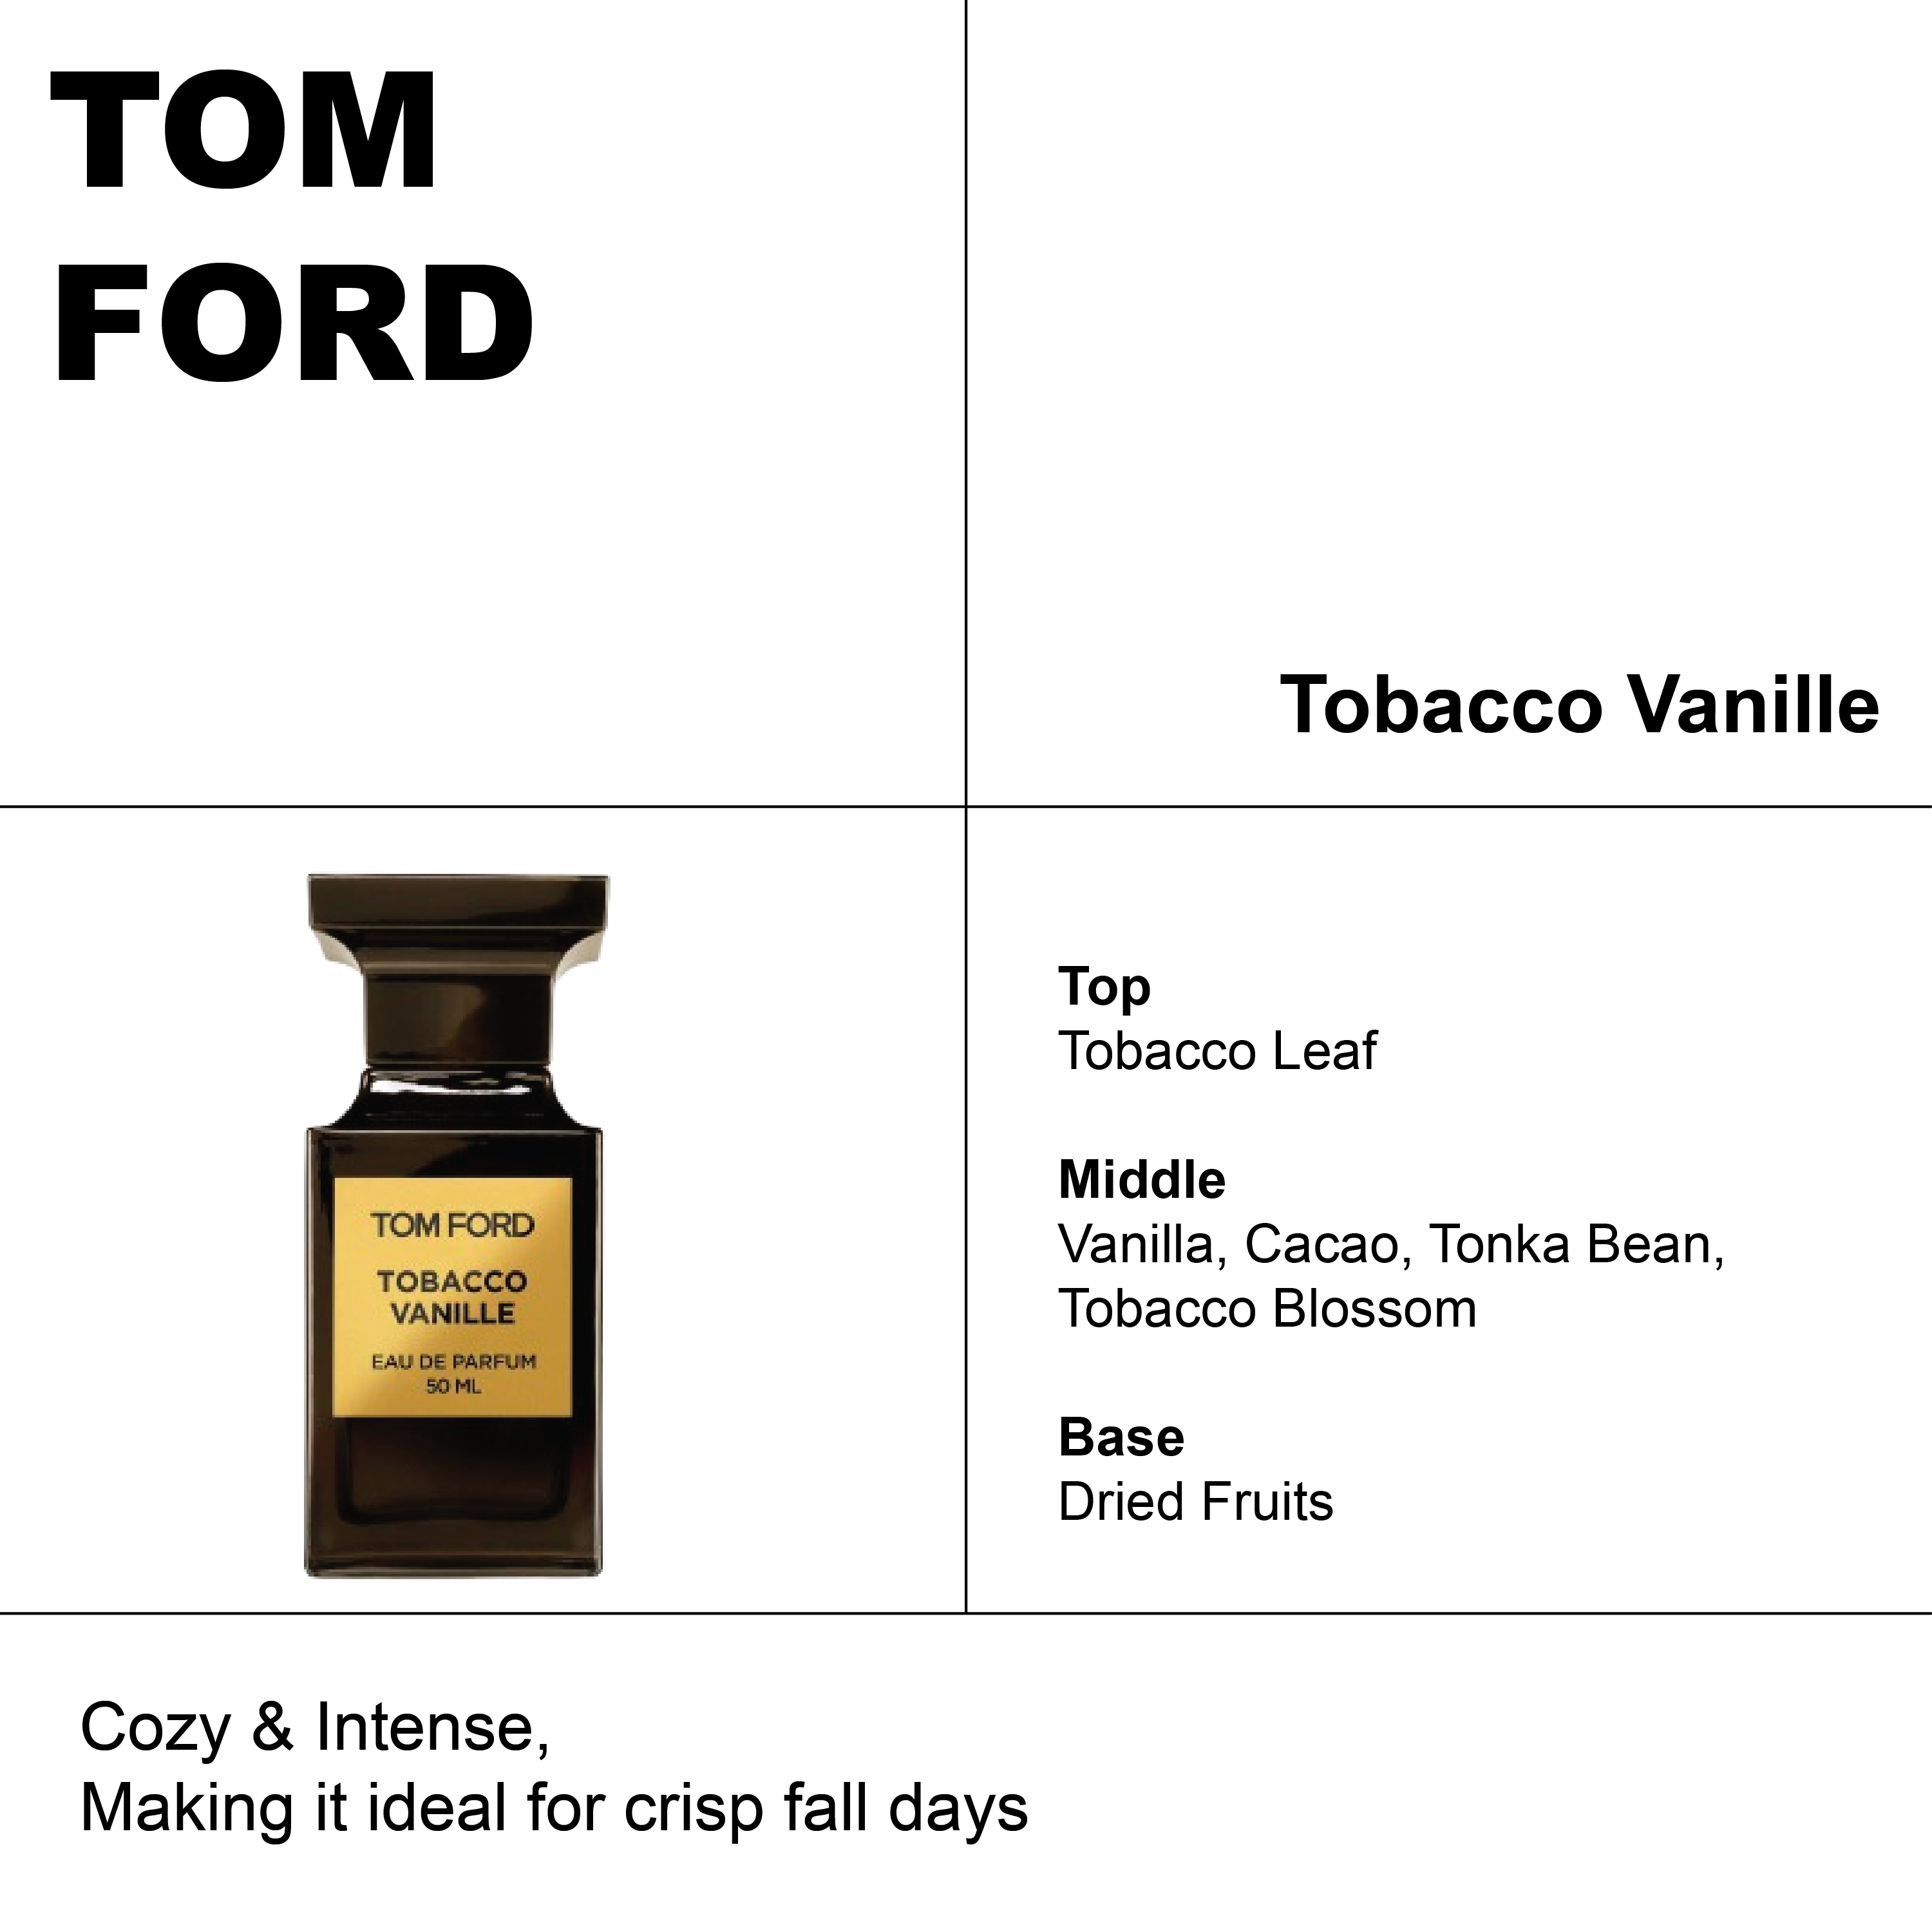 TOM
FORD
Tobacco Vanille
TOM FORD
TOBACCO
VANILLE
EAU DE PARFUM
50 ML
Top
Tobacco Leaf
Middle
Vanilla, Cacao, Tonka Bean,
Tobacco Blossom
Base
Dried Fruits
Cozy & Intense,
Making it ideal for crisp fall days